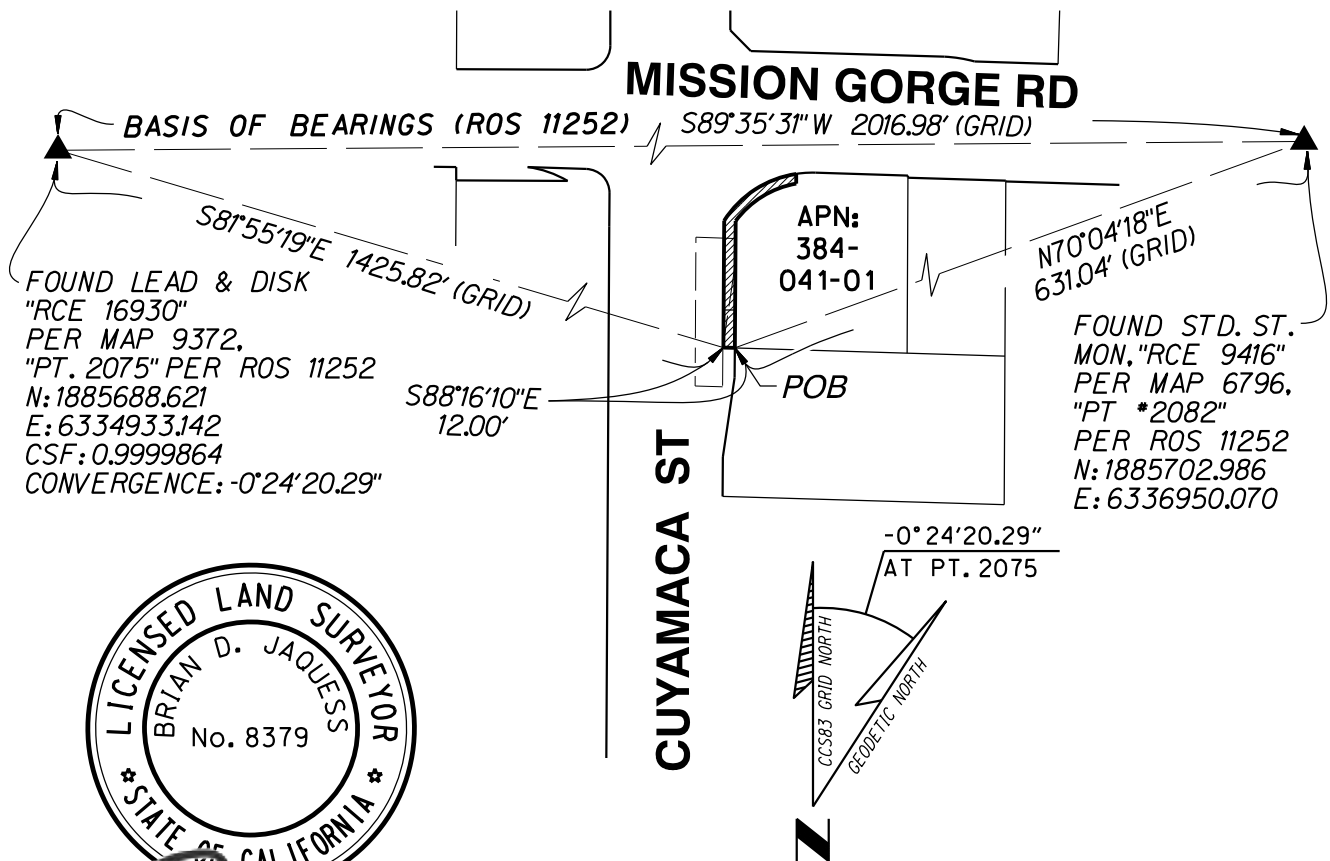 MISSION GORGE RD
BASIS OF BEARINGS (ROS 11252)
S89°35'31"W 2016.98' (GRID)
S81°55'19"E 1425.82' (GRID)
APN:
384-
041-01
N70°04'18"E
631.04' (GRID)
FOUND LEAD & DISK
"RCE 16930"
PER MAP 9372,
"PT. 2075" PER ROS 11252
N:1885688.621
E:6334933.142
CSF:0.9999864
CONVERGENCE:-0°24'20.29"
S88°16'10"E
12.00'
POB
FOUND STD. ST.
MON, "RCE 9416"
PER MAP 6796,
"PT #2082"
PER ROS 11252
N:1885702.986
E:6336950.070
CUYAMACA ST
-0°24'20.29"
AT PT. 2075
CCS83 GRID NORTH
GEODETIC NORTH
LICENSED LAND SURVEYOR
BRIAN D. JAQUESS
No. 8379
STATE OF CALIFORNIA